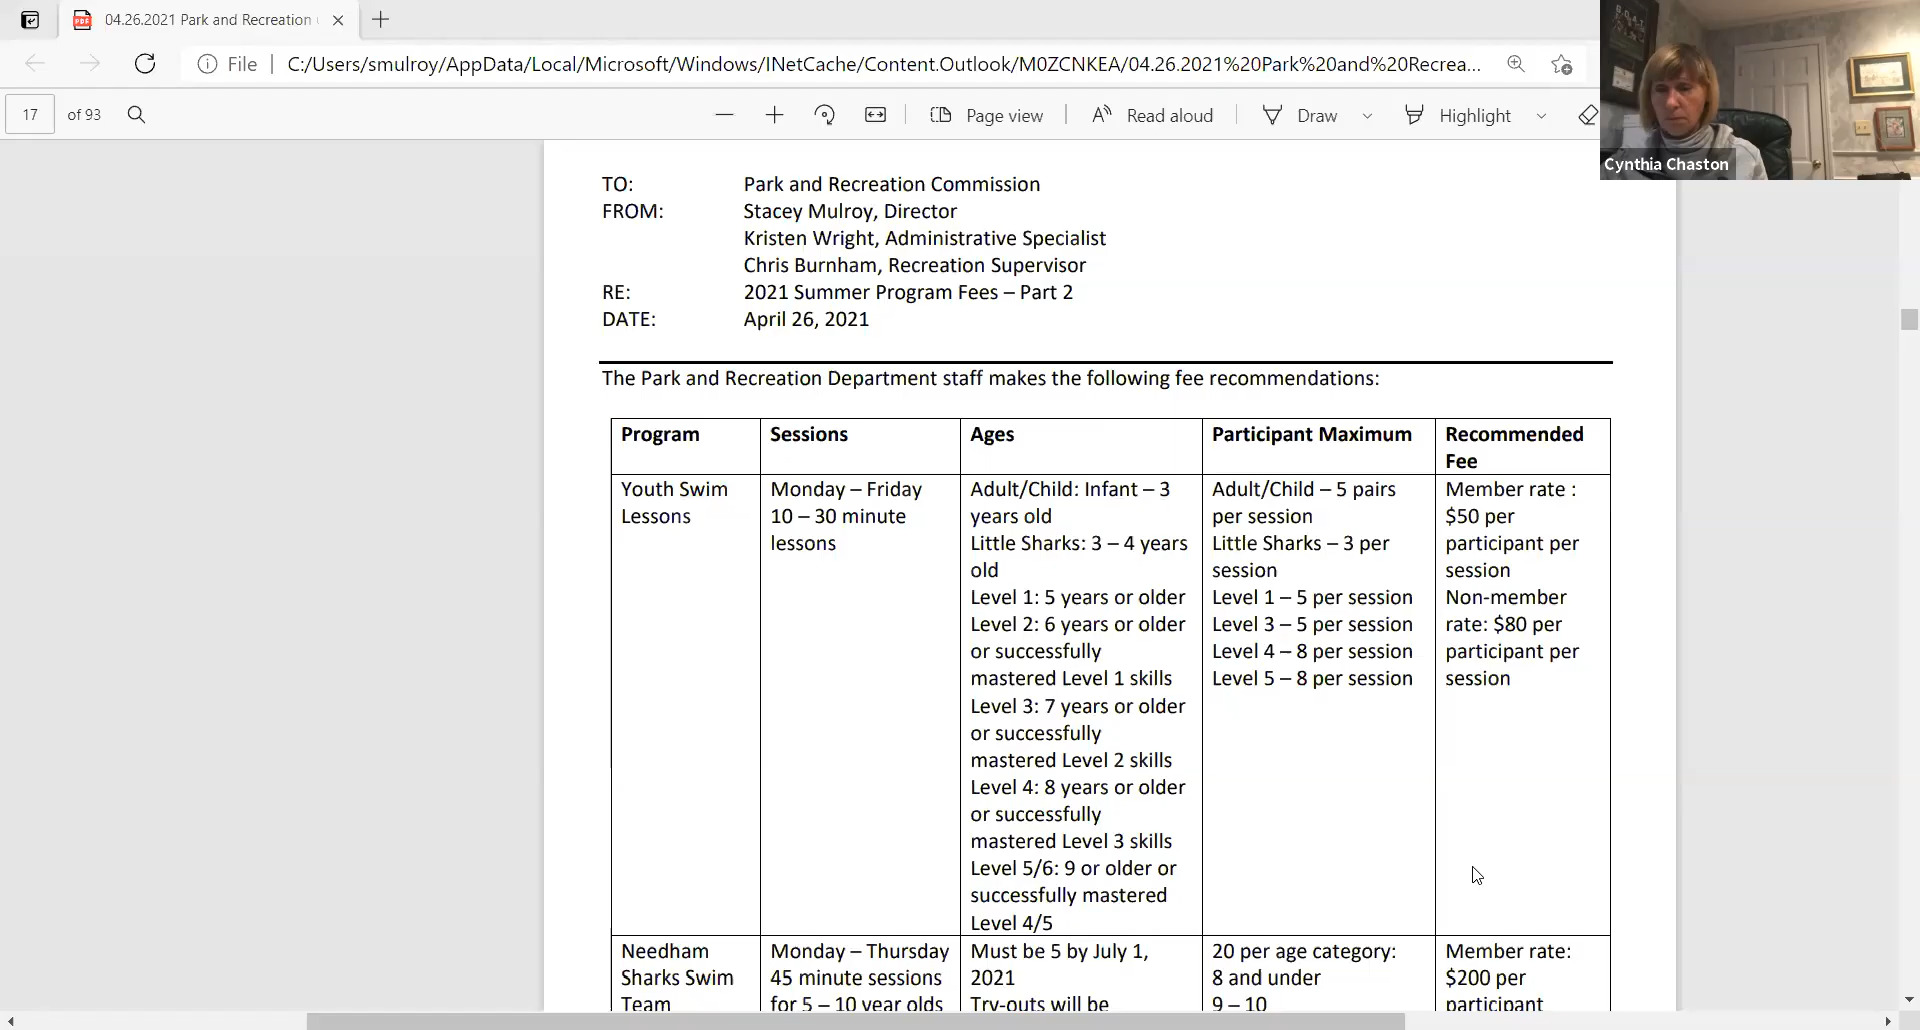 04.26.2021 Park and Recreation
File
C:/Users/smulroy/AppData/Local/Microsoft/Windows/INetCache/Content.Outlook/M0ZCNKEA/04.26.2021%20Park%20and%20Recrea...
17 of 93
Page view
Read aloud
Draw
Highlight
Cynthia Chaston
TO: Park and Recreation Commission
FROM: Stacey Mulroy, Director
Kristen Wright, Administrative Specialist
Chris Burnham, Recreation Supervisor
RE: 2021 Summer Program Fees – Part 2
DATE: April 26, 2021
The Park and Recreation Department staff makes the following fee recommendations:
Program
Sessions
Ages
Participant Maximum
Recommended
Fee
Youth Swim
Lessons
Monday – Friday
10 – 30 minute
lessons
Adult/Child: Infant – 3
years old
Little Sharks: 3 – 4 years
old
Level 1: 5 years or older
Level 2: 6 years or older
or successfully
mastered Level 1 skills
Level 3: 7 years or older
or successfully
mastered Level 2 skills
Level 4: 8 years or older
or successfully
mastered Level 3 skills
Level 5/6: 9 or older or
successfully mastered
Level 4/5
Adult/Child – 5 pairs
per session
Little Sharks – 3 per
session
Level 1 – 5 per session
Level 3 – 5 per session
Level 4 – 8 per session
Level 5 – 8 per session
Member rate :
$50 per
participant per
session
Non-member
rate: $80 per
participant per
session
Needham
Sharks Swim
Team
Monday – Thursday
45 minute sessions
for 5 – 10 year olds
Must be 5 by July 1,
2021
Try-outs will be
20 per age category:
8 and under
9 – 10
Member rate:
$200 per
participant